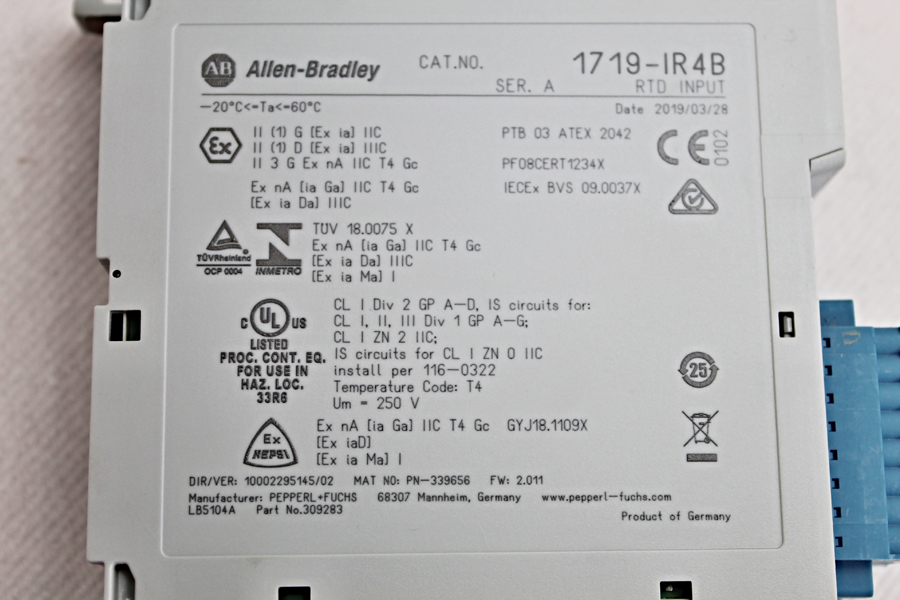 AB Allen-Bradley CAT.NO. 1719-IR4B
SER. A RTD INPUT
-20°C<=Ta<=60°C Date 2019/03/28
Ex II (1) G [Ex ia] IIC PTB 03 ATEX 2042
II (1) D [Ex ia] IIIC CE 0102
II 3 G Ex nA IIC T4 Gc PF08CERT1234X
Ex nA [ia Ga] IIC T4 Gc IECEx BVS 09.0037X
[Ex ia Da] IIIC
TÜV 18.0075 X
Ex nA [ia Ga] IIC T4 Gc
TÜVRheinland [Ex ia Da] IIIC
OCP 0004 INMETRO [Ex ia Ma] I
CL I Div 2 GP A-D, IS circuits for:
C UL US CL I, II, III Div 1 GP A-G;
LISTED CL I ZN 2 IIC;
PROC. CONT. EQ. IS circuits for CL I ZN 0 IIC
FOR USE IN install per 116-0322 25
HAZ. LOC. Temperature Code: T4
33R6 Um = 250 V
Ex nA [ia Ga] IIC T4 Gc GYJ18.1109X
Ex [Ex iaD]
NEPSI [Ex ia Ma] I
DIR/VER: 10002295145/02 MAT NO: PN-339656 FW: 2.011
Manufacturer: PEPPERL+FUCHS 68307 Mannheim, Germany www.pepperl-fuchs.com
LB5104A Part No.309283
Product of Germany